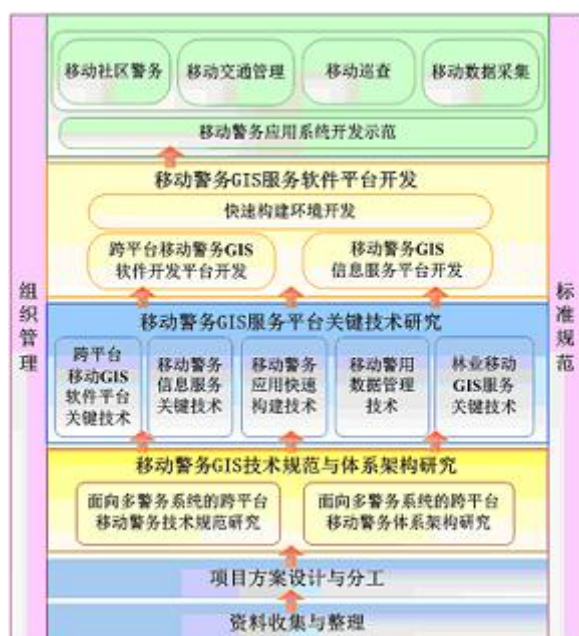 移动社区警务
移动交通管理
移动巡查
移动数据采集
移动警务应用系统开发示范
移动警务GIS服务软件平台开发
快速构建环境开发
跨平台移动警务GIS
软件开发平台开发
移动警务GIS
信息服务平台开发
组织管理
标准规范
移动警务GIS服务平台关键技术研究
跨平台
移动GIS
软件平台
关键技术
移动警务
信息服务
关键技术
移动警务
应用快速
构建技术
移动警用
数据管理
技术
林业移动
GIS服务
关键技术
移动警务GIS技术规范与体系架构研究
面向多警务系统的跨平台
移动警务技术规范研究
面向多警务系统的跨平台
移动警务体系架构研究
项目方案设计与分工
资料收集与整理